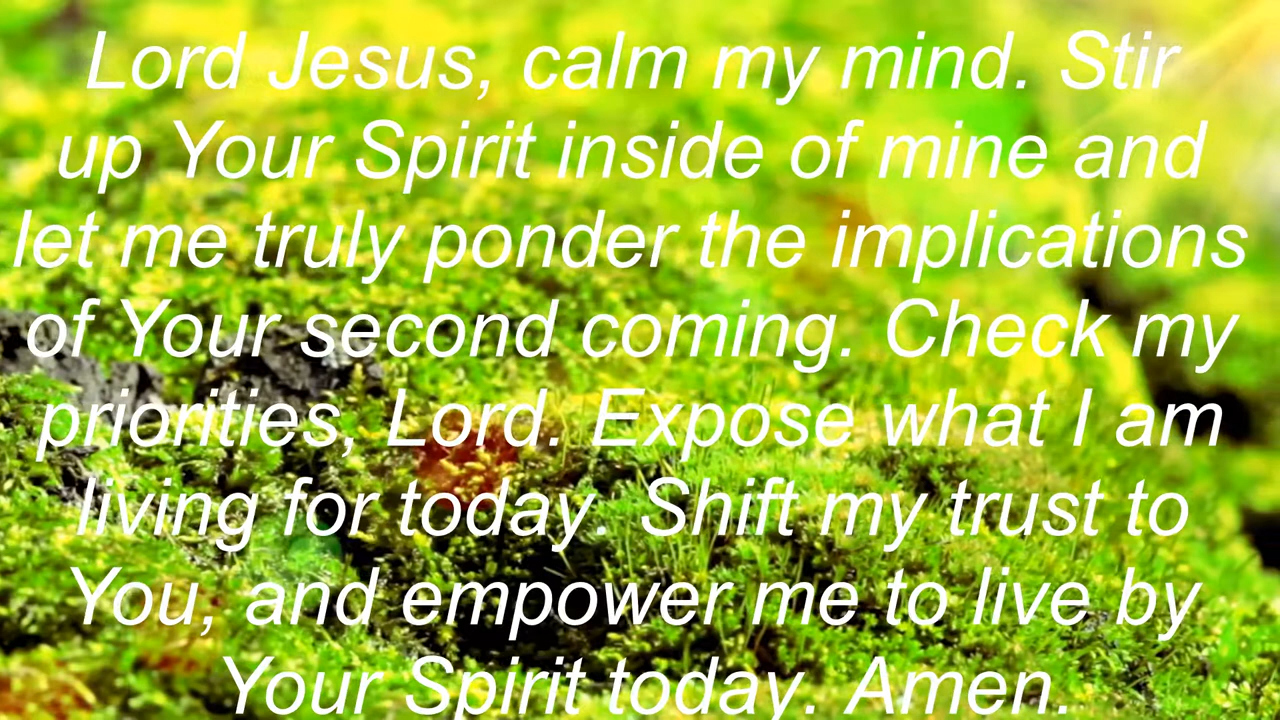 Lord Jesus, calm my mind. Stir
up Your Spirit inside of mine and
let me truly ponder the implications
of Your second coming. Check my
priorities, Lord. Expose what I am
living for today. Shift my trust to
You, and empower me to live by
Your Spirit today. Amen.